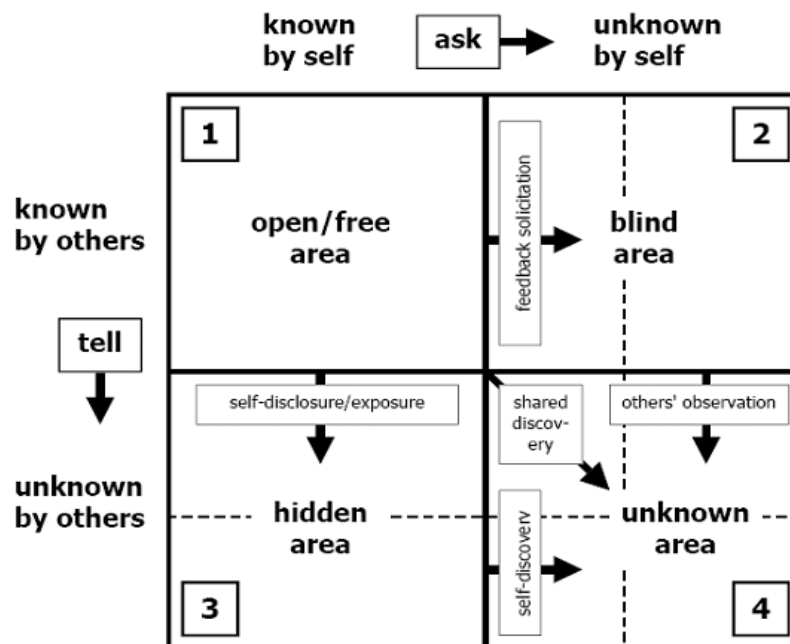 known
by self
ask
unknown
by self
1
2
known
by others
open/free
area
feedback solicitation
blind
area
tell
self-disclosure/exposure
shared
discov-
ery
others' observation
unknown
by others
hidden
area
self-discovery
unknown
area
3
4